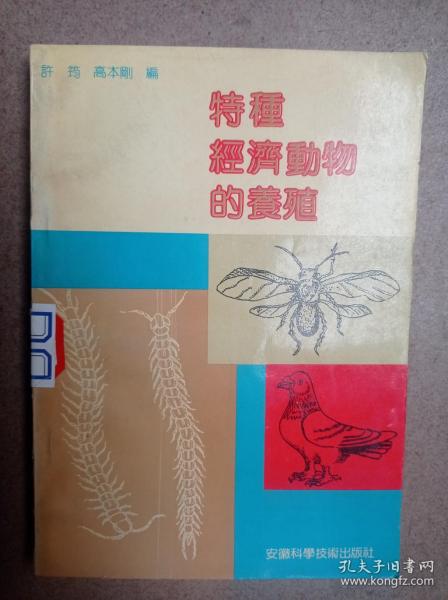 許 筠 高本剛 編
特種
經濟動物
的養殖
安徽科學技術出版社
孔夫子旧书网
www.kongfz.com